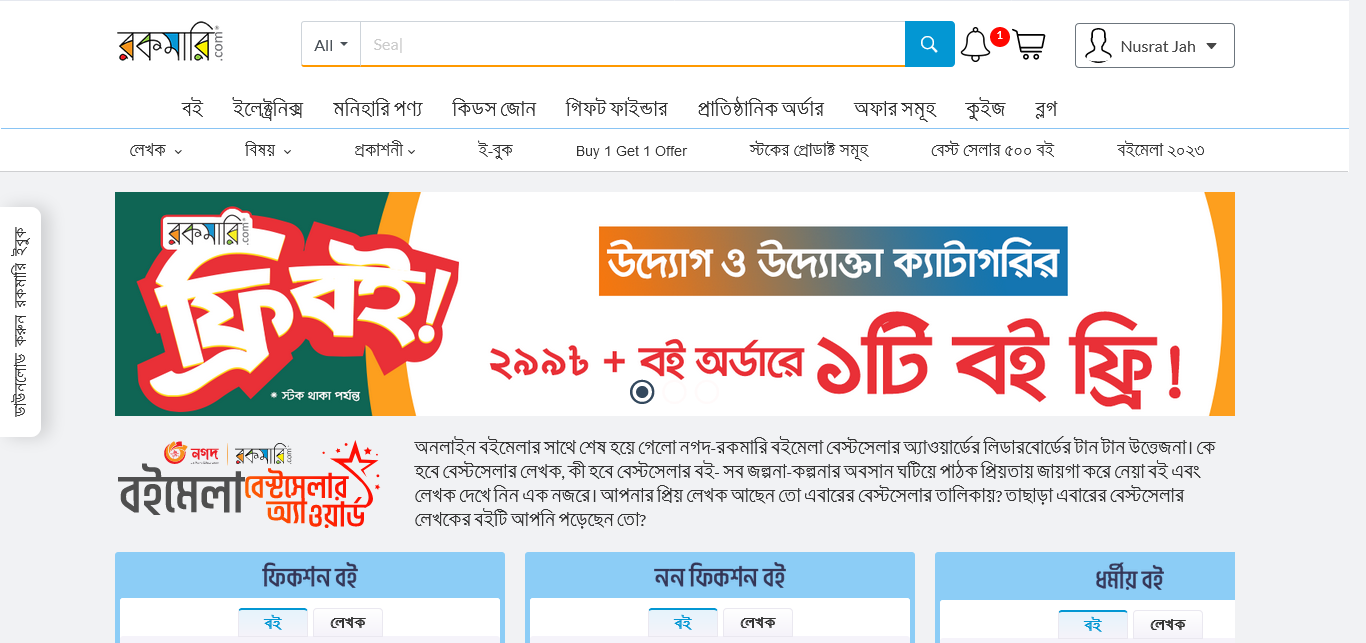 রকমারি.com
All
Sea|
1
Nusrat Jah
বই ইলেক্ট্রনিক্স মনিহারি পণ্য কিডস জোন গিফট ফাইন্ডার প্রাতিষ্ঠানিক অর্ডার অফার সমূহ কুইজ ব্লগ
লেখক বিষয় প্রকাশনী ই-বুক Buy 1 Get 1 Offer স্টকের প্রোডাক্ট সমূহ বেস্ট সেলার ৫০০ বই বইমেলা ২০২৩
ডাউনলোড করুন রকমারি ইবুক
রকমারি.com
ফ্রি বই!
* স্টক থাকা পর্যন্ত
উদ্যোগ ও উদ্যোক্তা ক্যাটাগরির
২৯৯৳ + বই অর্ডারে ১টি বই ফ্রি!
নগদ রকমারি.com
বইমেলা বেস্টসেলার অ্যাওয়ার্ড
অনলাইন বইমেলার সাথে শেষ হয়ে গেলো নগদ-রকমারি বইমেলা বেস্টসেলার অ্যাওয়ার্ডের লিডারবোর্ডের টান টান উত্তেজনা। কে
হবে বেস্টসেলার লেখক, কী হবে বেস্টসেলার বই- সব জল্পনা-কল্পনার অবসান ঘটিয়ে পাঠক প্রিয়তায় জায়গা করে নেয়া বই এবং
লেখক দেখে নিন এক নজরে। আপনার প্রিয় লেখক আছেন তো এবারের বেস্টসেলার তালিকায়? তাছাড়া এবারের বেস্টসেলার
লেখকের বইটি আপনি পড়েছেন তো?
ফিকশন বই
বই লেখক
নন ফিকশন বই
বই লেখক
ধর্মীয় বই
বই লেখক